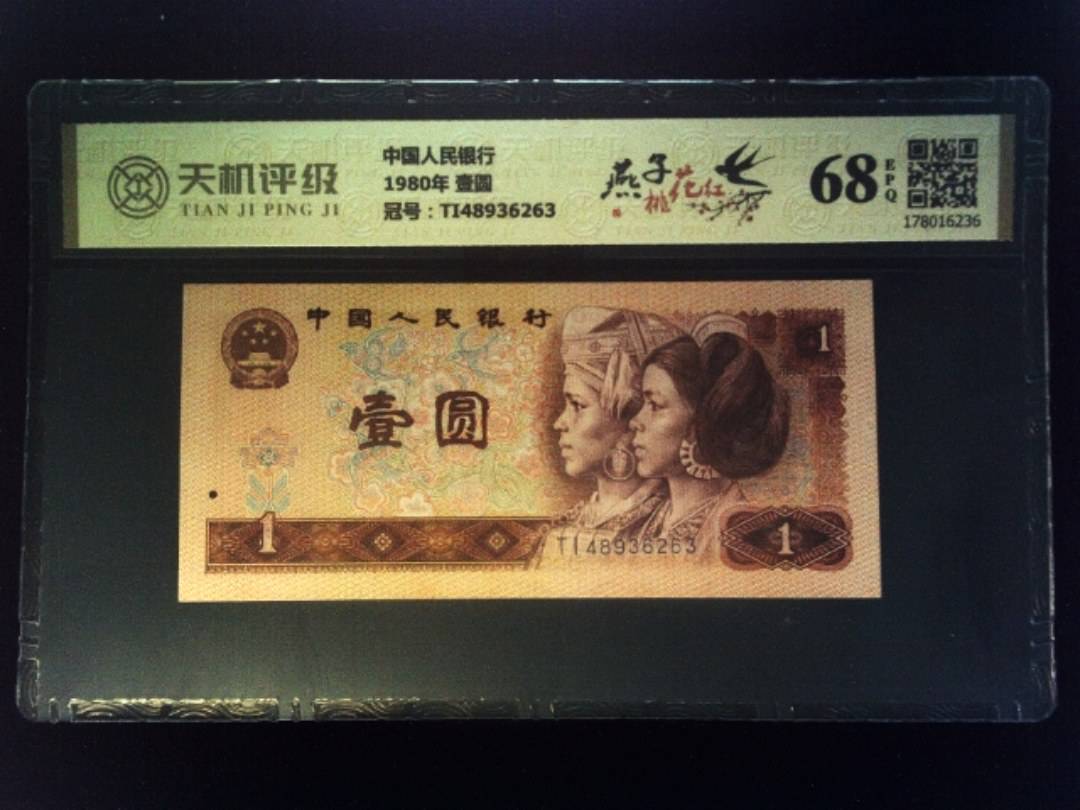 天机评级
TIAN JI PING JI
中国人民银行
1980年 壹圆
冠号：TI48936263
燕子
桃花红
68
EPQ
178016236
中国人民银行
壹圆
1
1
1
TI48936263